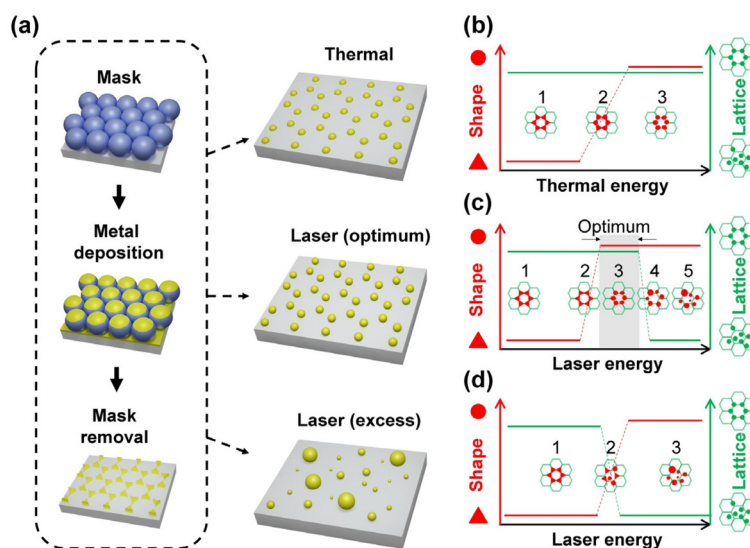 (a)
Mask
Metal
deposition
Mask
removal
Thermal
Laser (optimum)
Laser (excess)
(b)
Shape
1 2 3
Lattice
Thermal energy
(c)
Optimum
Shape
1 2 3 4 5
Lattice
Laser energy
(d)
Shape
1 2 3
Lattice
Laser energy